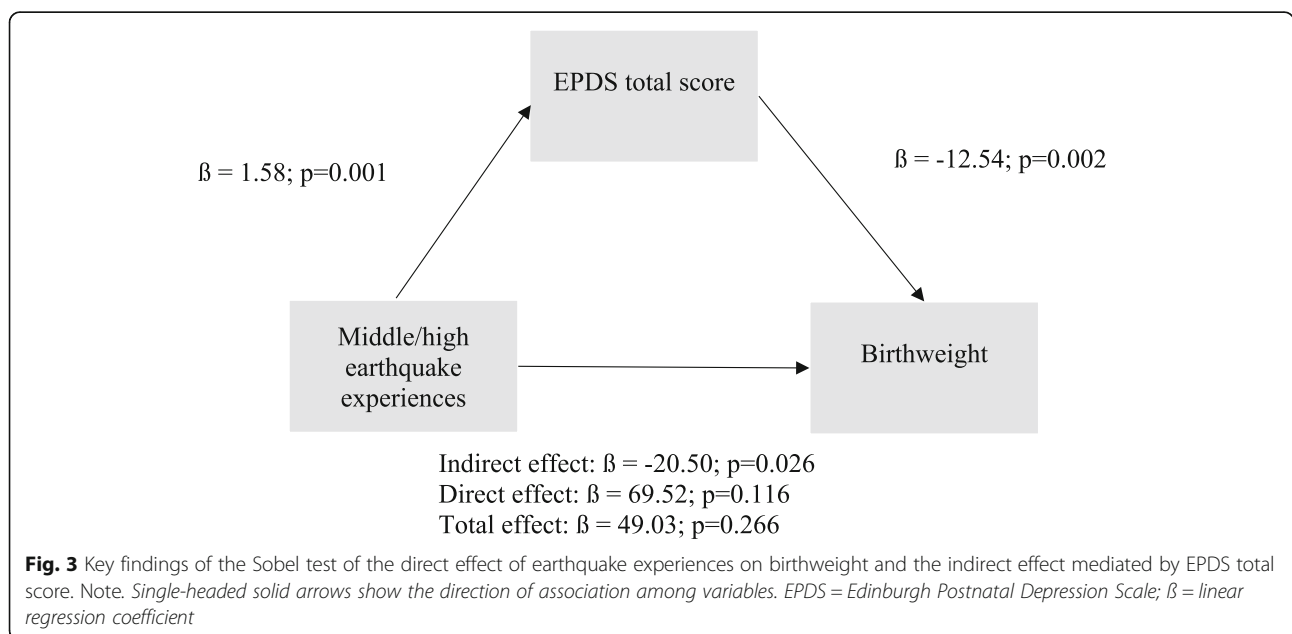 EPDS total score
ß = 1.58; p=0.001
ß = -12.54; p=0.002
Middle/high
earthquake
experiences
Birthweight
Indirect effect: ß = -20.50; p=0.026
Direct effect: ß = 69.52; p=0.116
Total effect: ß = 49.03; p=0.266
Fig. 3 Key findings of the Sobel test of the direct effect of earthquake experiences on birthweight and the indirect effect mediated by EPDS total
score. Note. Single-headed solid arrows show the direction of association among variables. EPDS = Edinburgh Postnatal Depression Scale; ß = linear
regression coefficient